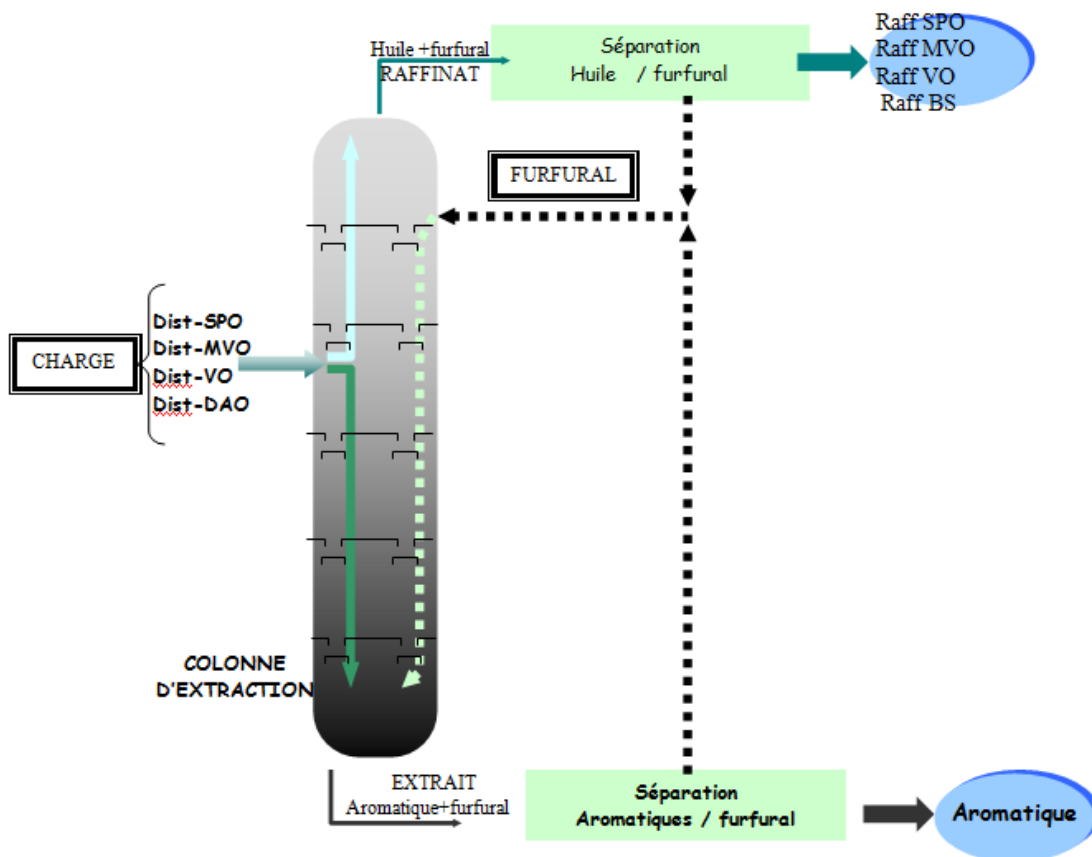 Huile +furfural
RAFFINAT
Séparation
Huile / furfural
Raff SPO
Raff MVO
Raff VO
Raff BS
FURFURAL
CHARGE
Dist-SPO
Dist-MVO
Dist-VO
Dist-DAO
COLONNE
D'EXTRACTION
EXTRAIT
Aromatique+furfural
Séparation
Aromatiques / furfural
Aromatique